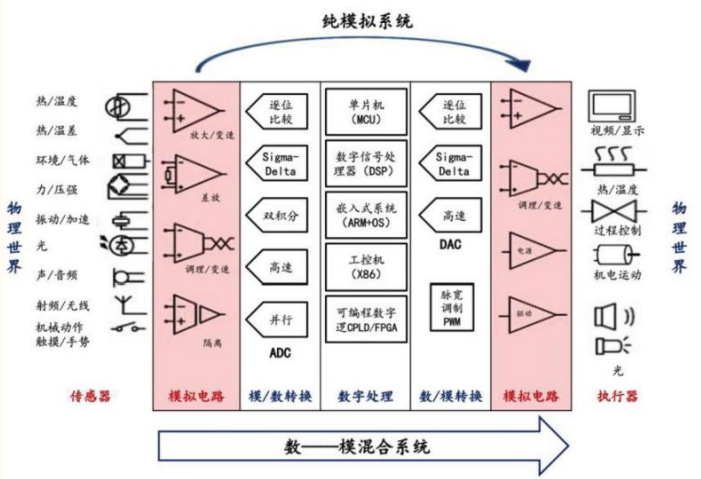 纯模拟系统
物理世界
热/温度
热/温差
环境/气体
力/压强
振动/加速
光
声/音频
射频/无线
机械动作
触摸/手势
传感器
放大/变速
差放
调理/变速
隔离
模拟电路
逐位
比较
Sigma-
Delta
双积分
高速
并行
ADC
模/数转换
单片机
(MCU)
数字信号处
理器(DSP)
嵌入式系统
(ARM+OS)
工控机
(X86)
可编程数字
逻CPLD/FPGA
数字处理
逐位
比较
Sigma-
Delta
高速
DAC
脉宽
调制
PWM
数/模转换
调理/变速
电源
驱动
模拟电路
视频/显示
热/温度
过程控制
机电运动
光
执行器
物理世界
数——模混合系统